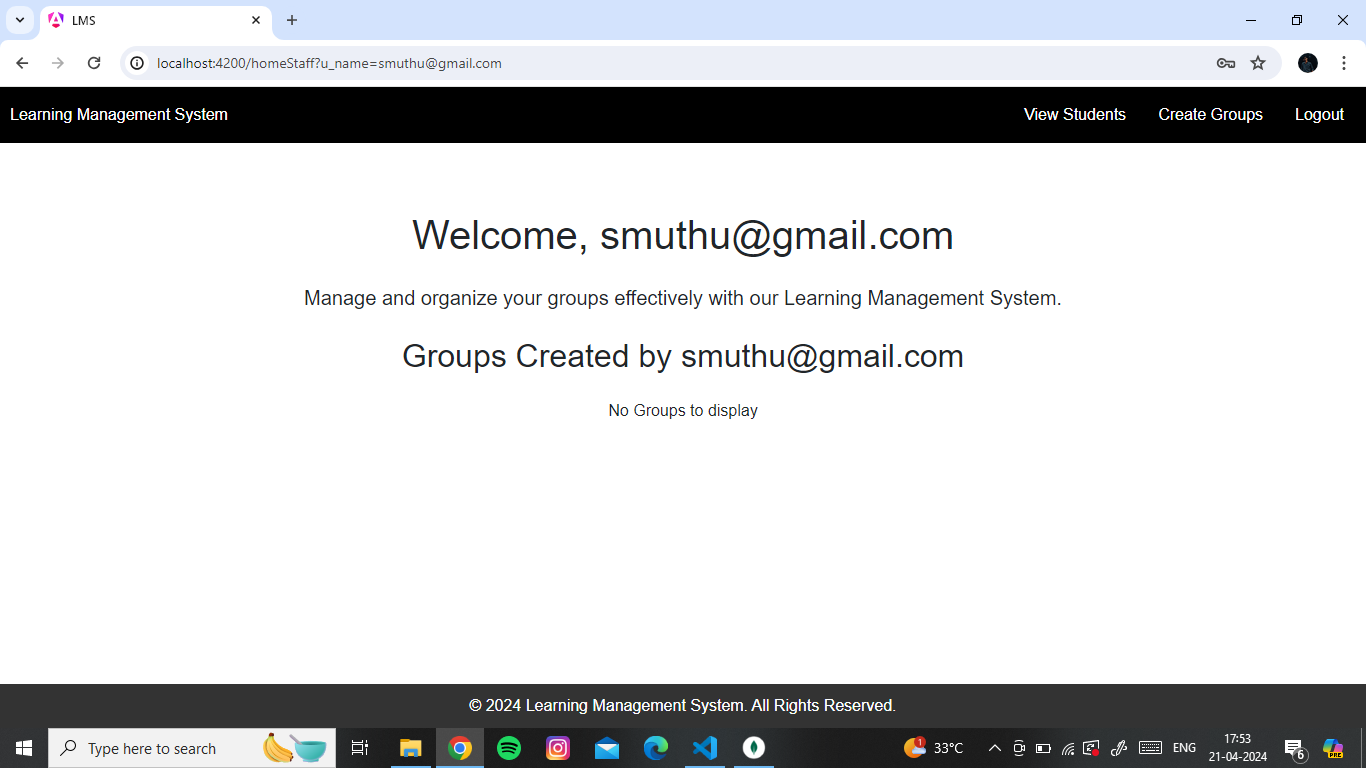 LMS
localhost:4200/homeStaff?u_name=smuthu@gmail.com
Learning Management System
View Students
Create Groups
Logout
Welcome, smuthu@gmail.com
Manage and organize your groups effectively with our Learning Management System.
Groups Created by smuthu@gmail.com
No Groups to display
© 2024 Learning Management System. All Rights Reserved.
Type here to search
1
33°C
ENG
17:53
21-04-2024
6
PRE